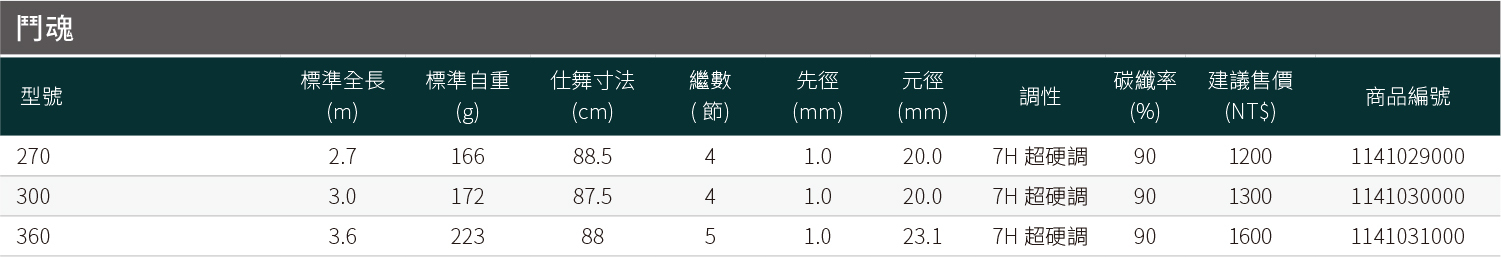 鬥魂
型號 標準全長(m) 標準自重(g) 仕舞寸法(cm) 繼數( 節) 先徑(mm) 元徑(mm) 調性 碳纖率(%) 建議售價(NT$) 商品編號
270 2.7 166 88.5 4 1.0 20.0 7H 超硬調 90 1200 1141029000
300 3.0 172 87.5 4 1.0 20.0 7H 超硬調 90 1300 1141030000
360 3.6 223 88 5 1.0 23.1 7H 超硬調 90 1600 1141031000